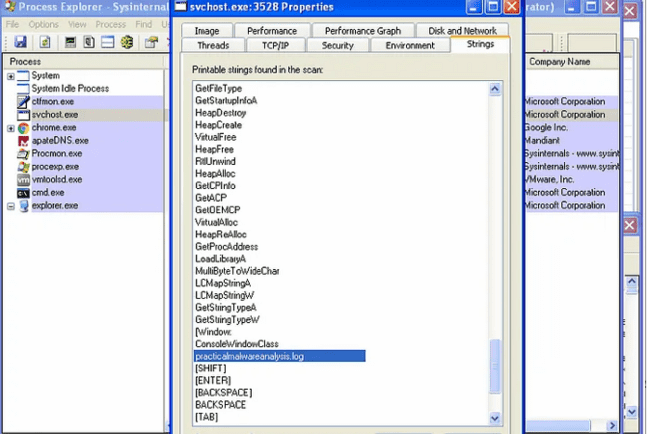 Process Explorer - Sysinternal
svchost.exe:3528 Properties
rator)
File Options View Process Find U
Image Performance Performance Graph Disk and Network
Threads TCP/IP Security Environment Strings
Process
Company Name
Printable strings found in the scan:
System
System Idle Process
ctfmon.exe
Microsoft Corporation
svchost.exe
Microsoft Corporation
chrome.exe
Google Inc.
apateDNS.exe
Mandiant
Procmon.exe
Sysinternals - www.sysint
procexp.exe
Sysinternals - www.sysint
vmtoolsd.exe
VMware, Inc.
cmd.exe
Microsoft Corporation
explorer.exe
Microsoft Corporation
GetFileType
GetStartupInfoA
HeapDestroy
HeapCreate
VirtualFree
HeapFree
RtlUnwind
HeapAlloc
GetCPInfo
GetACP
GetOEMCP
VirtualAlloc
HeapReAlloc
GetProcAddress
LoadLibraryA
MultiByteToWideChar
LCMapStringA
LCMapStringW
GetStringTypeA
GetStringTypeW
[Window:
ConsoleWindowClass
practicalmalwareanalysis.log
[SHIFT]
[ENTER]
[BACKSPACE]
BACKSPACE
[TAB]